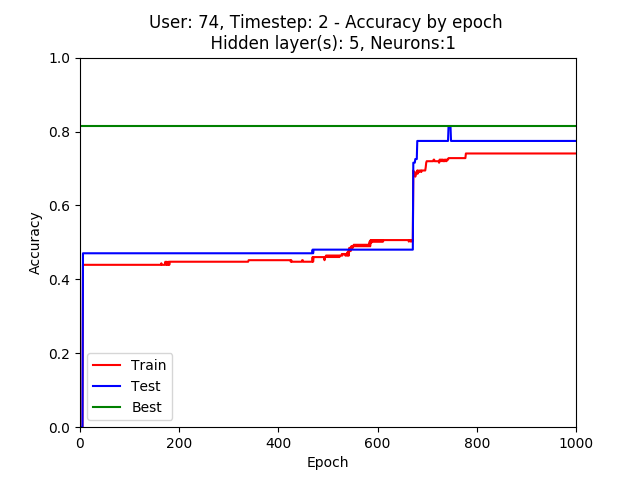 User: 74, Timestep: 2 - Accuracy by epoch
Hidden layer(s): 5, Neurons:1
1.0
0.8
0.6
0.4
0.2
0.0
Accuracy
Train
Test
Best
0 200 400 600 800 1000
Epoch